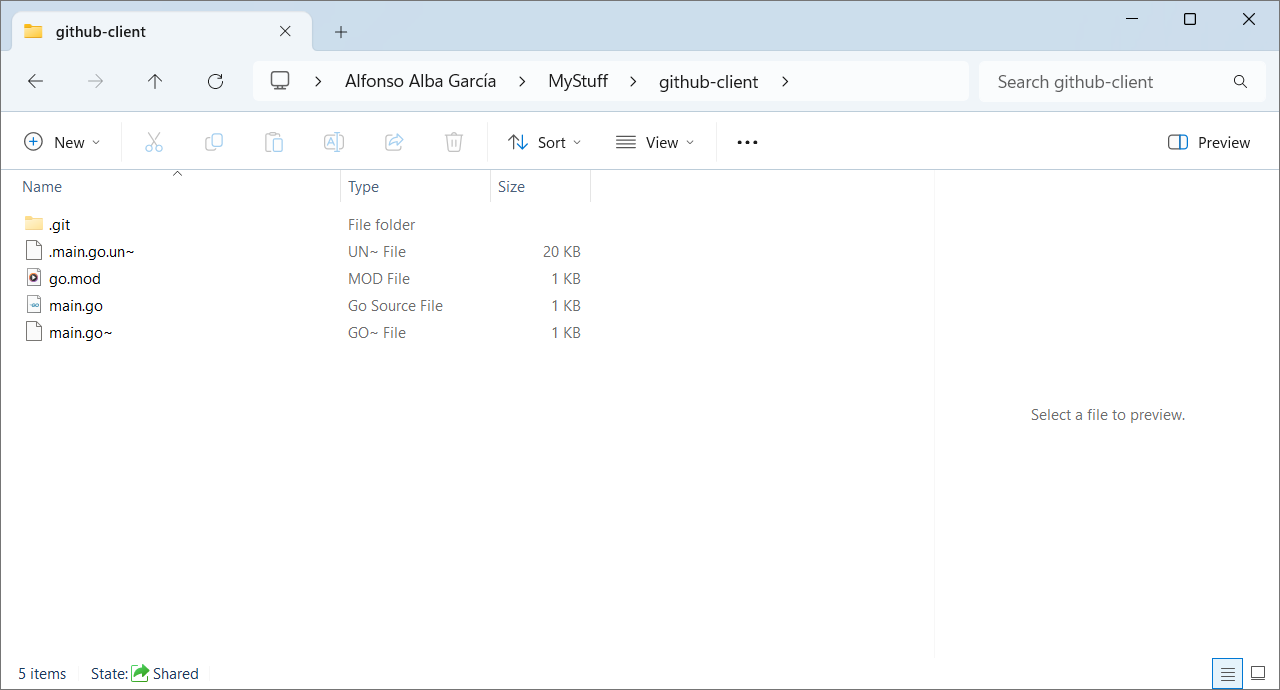 github-client
Alfonso Alba García MyStuff github-client
Search github-client
New Sort View Preview
Name Type Size
.git File folder
.main.go.un~ UN~ File 20 KB
go.mod MOD File 1 KB
main.go Go Source File 1 KB
main.go~ GO~ File 1 KB
Select a file to preview.
5 items State: Shared